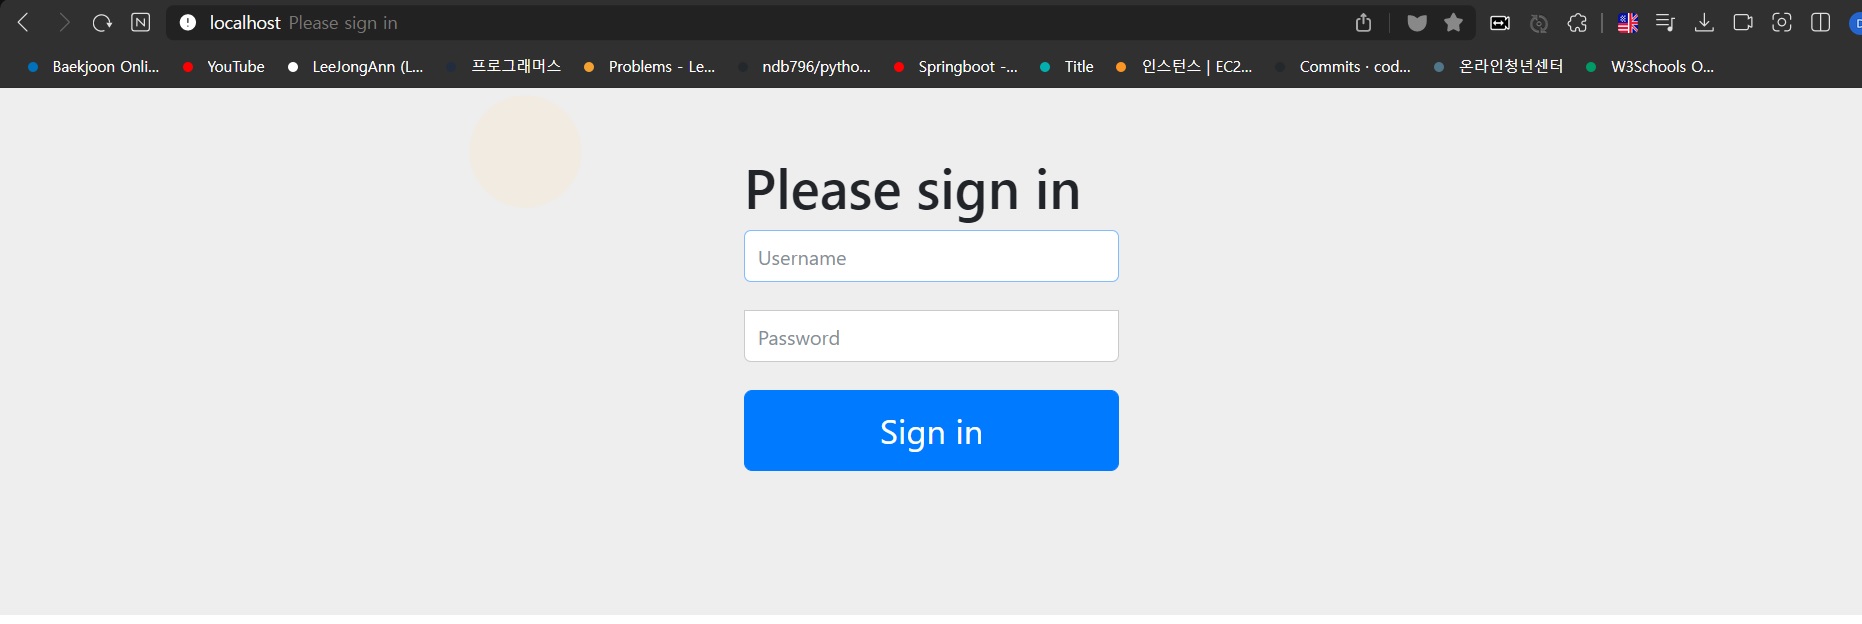 localhost Please sign in
Baekjoon Onli... YouTube LeeJongAnn (L... 프로그래머스 Problems - Le... ndb796/pytho... Springboot -... Title 인스턴스 | EC2... Commits · cod... 온라인청년센터 W3Schools O...
Please sign in
Username
Password
Sign in